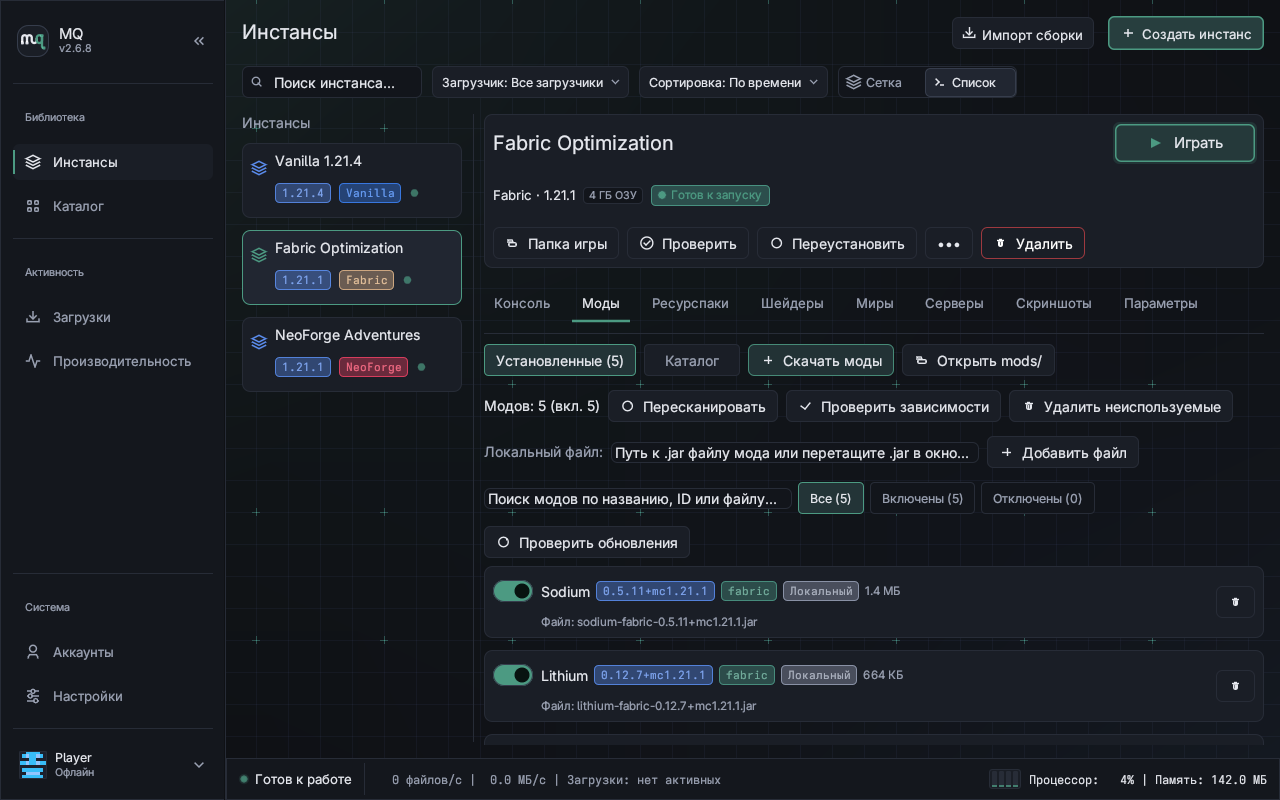 mq
MQ
v2.6.8
Библиотека
Инстансы
Каталог
Активность
Загрузки
Производительность
Система
Аккаунты
Настройки
Player
Офлайн
Инстансы
Импорт сборки
+ Создать инстанс
Поиск инстанса...
Загрузчик: Все загрузчики
Сортировка: По времени
Сетка
Список
Инстансы
Vanilla 1.21.4
1.21.4 Vanilla
Fabric Optimization
1.21.1 Fabric
NeoForge Adventures
1.21.1 NeoForge
Fabric Optimization
Играть
Fabric · 1.21.1 4 ГБ ОЗУ Готов к запуску
Папка игры Проверить Переустановить ••• Удалить
Консоль Моды Ресурспаки Шейдеры Миры Серверы Скриншоты Параметры
Установленные (5) Каталог + Скачать моды Открыть mods/
Модов: 5 (вкл. 5) Пересканировать Проверить зависимости Удалить неиспользуемые
Локальный файл: Путь к .jar файлу мода или перетащите .jar в окно... + Добавить файл
Поиск модов по названию, ID или файлу... Все (5) Включены (5) Отключены (0)
Проверить обновления
Sodium 0.5.11+mc1.21.1 fabric Локальный 1.4 МБ
Файл: sodium-fabric-0.5.11+mc1.21.1.jar
Lithium 0.12.7+mc1.21.1 fabric Локальный 664 КБ
Файл: lithium-fabric-0.12.7+mc1.21.1.jar
Готов к работе 0 файлов/с | 0.0 МБ/с | Загрузки: нет активных Процессор: 4% | Память: 142.0 МБ